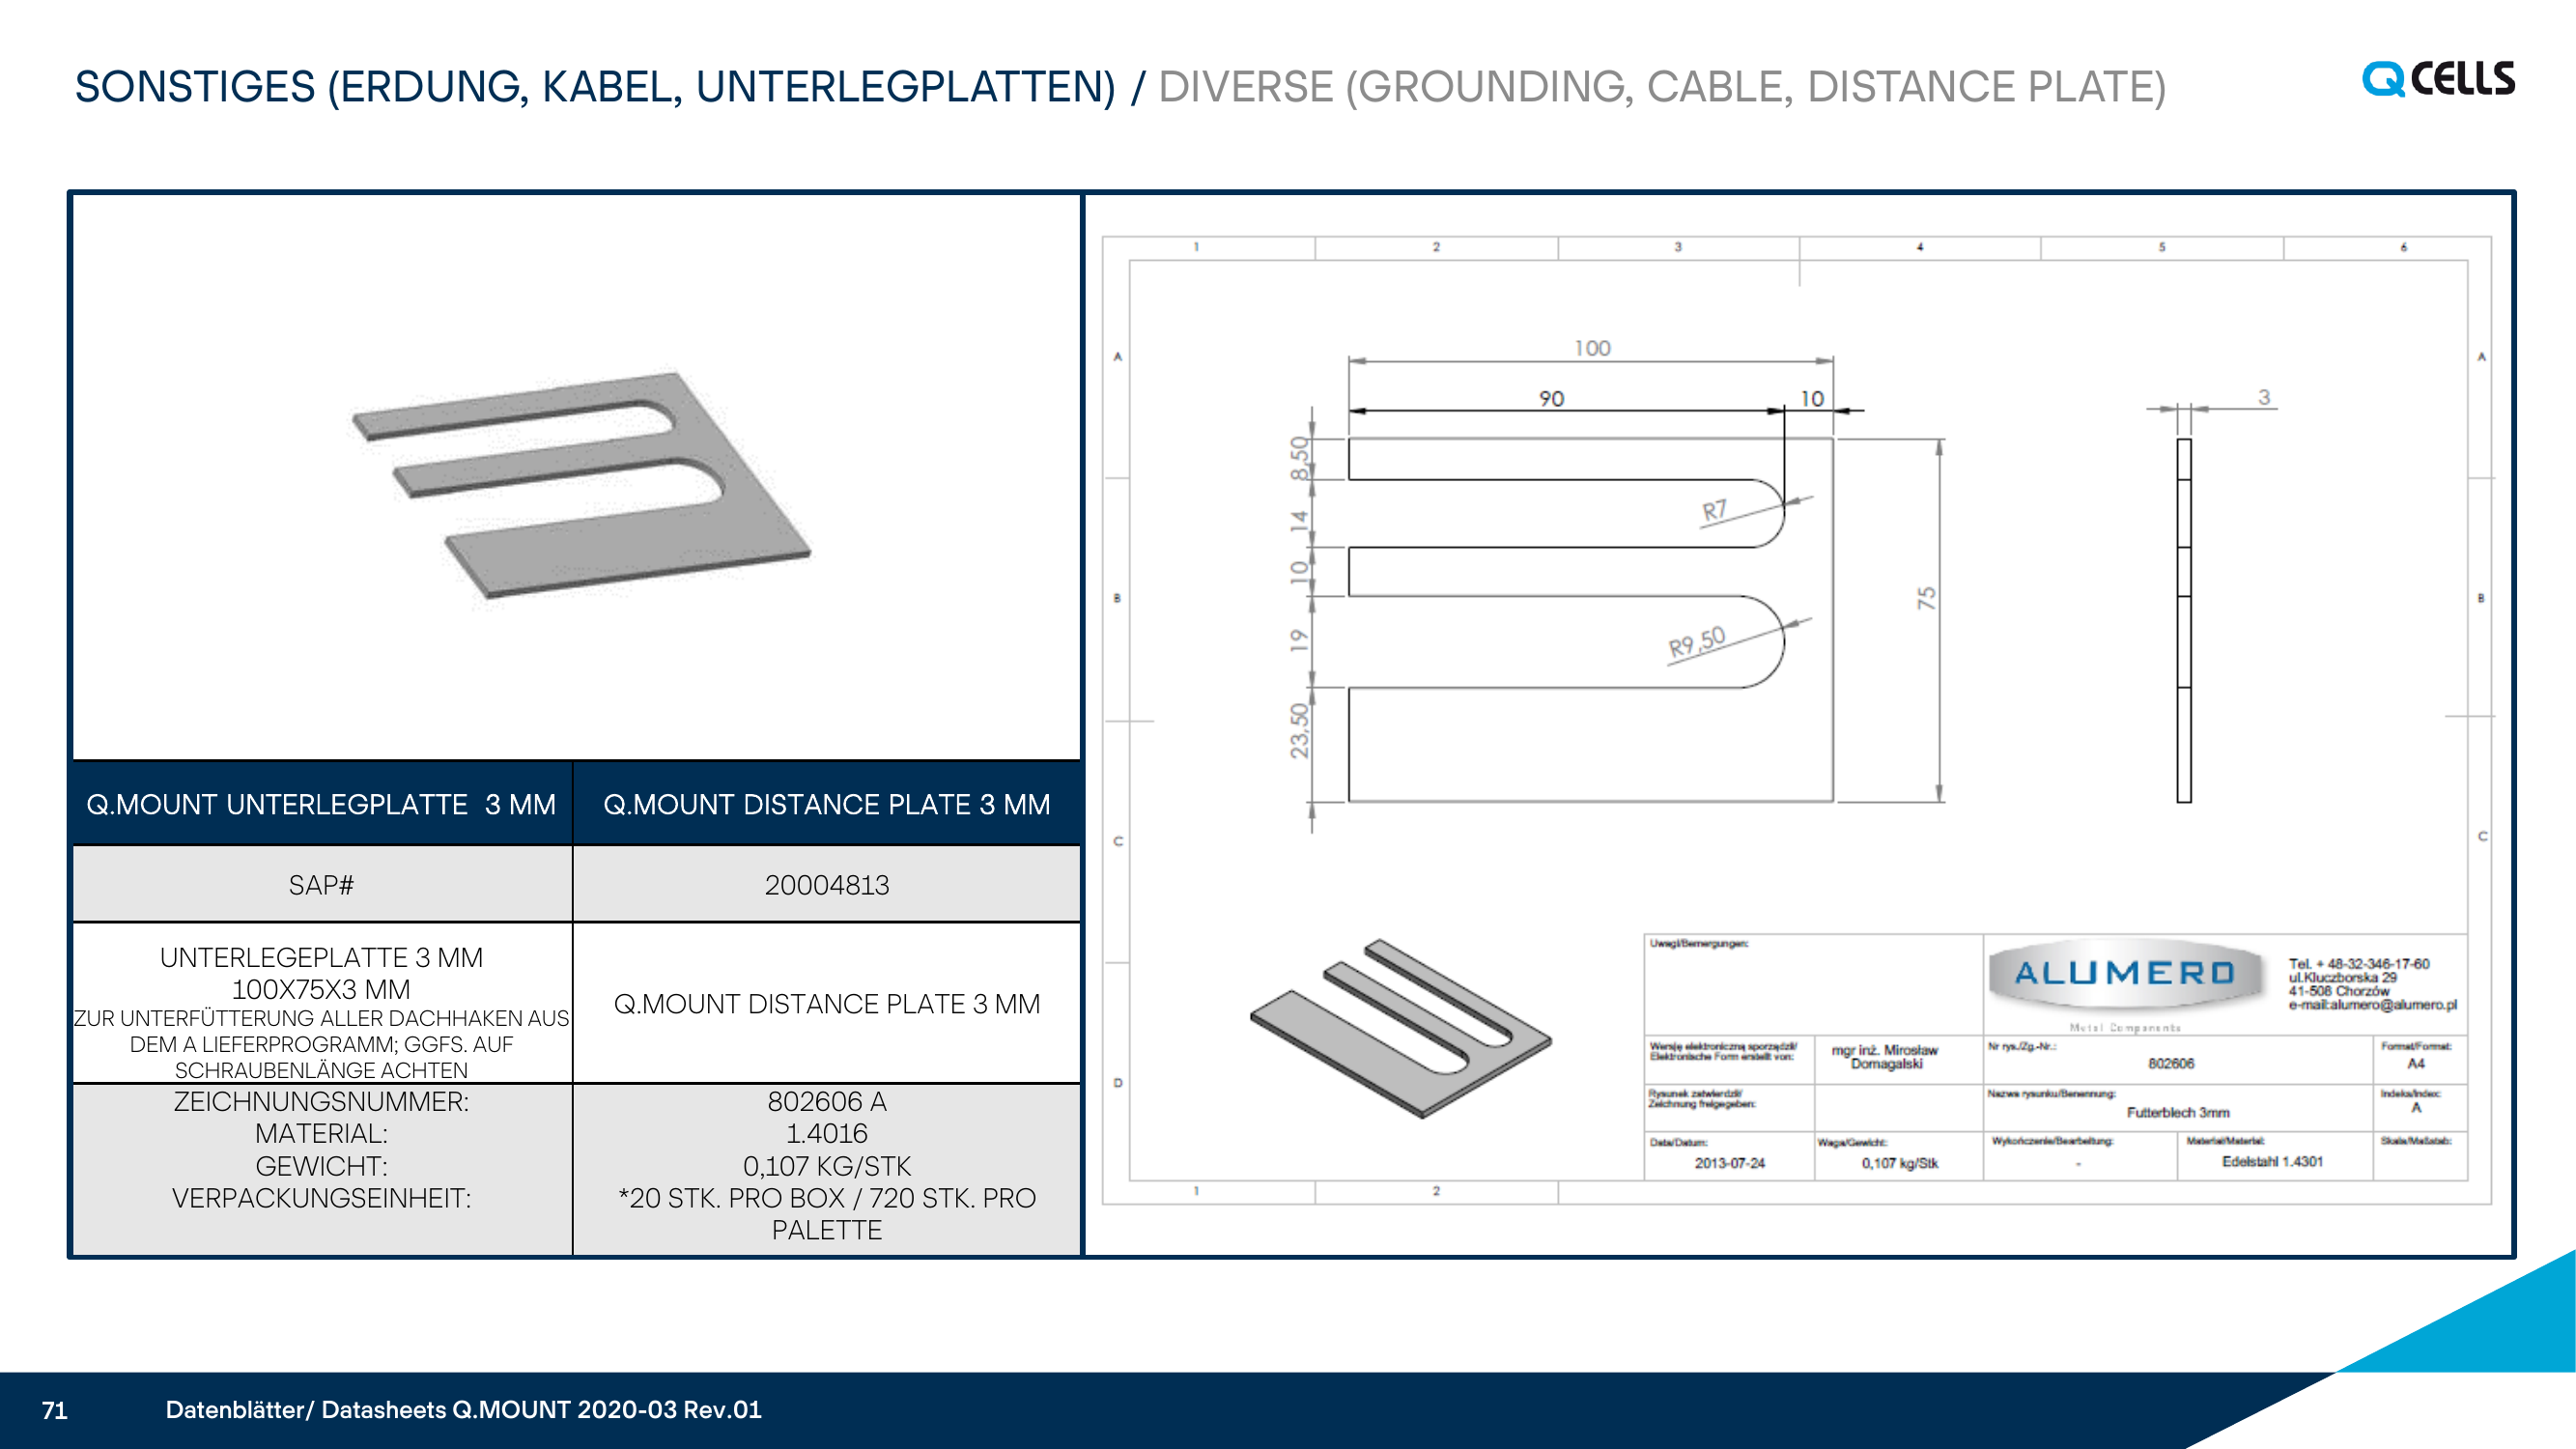 SONSTIGES (ERDUNG, KABEL, UNTERLEGPLATTEN) / DIVERSE (GROUNDING, CABLE, DISTANCE PLATE)
Q CELLS
Q.MOUNT UNTERLEGPLATTE 3 MM
Q.MOUNT DISTANCE PLATE 3 MM
SAP#
20004813
UNTERLEGEPLATTE 3 MM
100X75X3 MM
ZUR UNTERFÜTTERUNG ALLER DACHHAKEN AUS
DEM A LIEFERPROGRAMM; GGFS. AUF
SCHRAUBENLÄNGE ACHTEN
Q.MOUNT DISTANCE PLATE 3 MM
ZEICHNUNGSNUMMER:
802606 A
MATERIAL:
1.4016
GEWICHT:
0,107 KG/STK
VERPACKUNGSEINHEIT:
*20 STK. PRO BOX / 720 STK. PRO
PALETTE
1 2 3 4 5 6
A
A
B
B
C
C
D
100
90
10
8,50
14
10
19
23,50
R7
R9,50
75
3
Uwagi/Bemergungen:
ALUMERO
Metal Components
Tel. + 48-32-346-17-60
ul.Kluczborska 29
41-508 Chorzów
e-mail:alumero@alumero.pl
Wersję elektroniczną sporządził/
Elektronische Form erstellt von:
mgr inż. Mirosław
Domagalski
Nr rys./Zg.-Nr.:
802606
Format/Format:
A4
Rysunek zatwierdził/
Zeichnung freigegeben:
Nazwa rysunku/Benennung:
Futterblech 3mm
Indeks/Index:
A
Data/Datum:
2013-07-24
Waga/Gewicht:
0,107 kg/Stk
Wykończenie/Bearbeitung:
-
Materiał/Material:
Edelstahl 1.4301
Skala/Maßstab:
1 2
71
Datenblätter/ Datasheets Q.MOUNT 2020-03 Rev.01